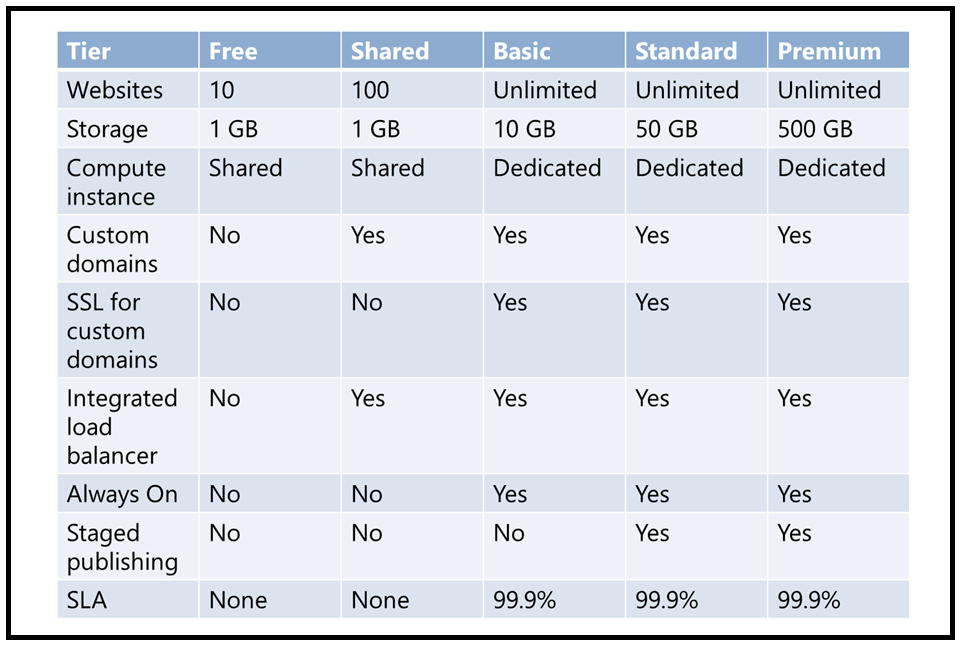 Tier Free Shared Basic Standard Premium
Websites 10 100 Unlimited Unlimited Unlimited
Storage 1 GB 1 GB 10 GB 50 GB 500 GB
Compute Shared Shared Dedicated Dedicated Dedicated
instance
Custom No Yes Yes Yes Yes
domains
SSL for No No Yes Yes Yes
custom
domains
Integrated No Yes Yes Yes Yes
load
balancer
Always On No No Yes Yes Yes
Staged No No No Yes Yes
publishing
SLA None None 99.9% 99.9% 99.9%